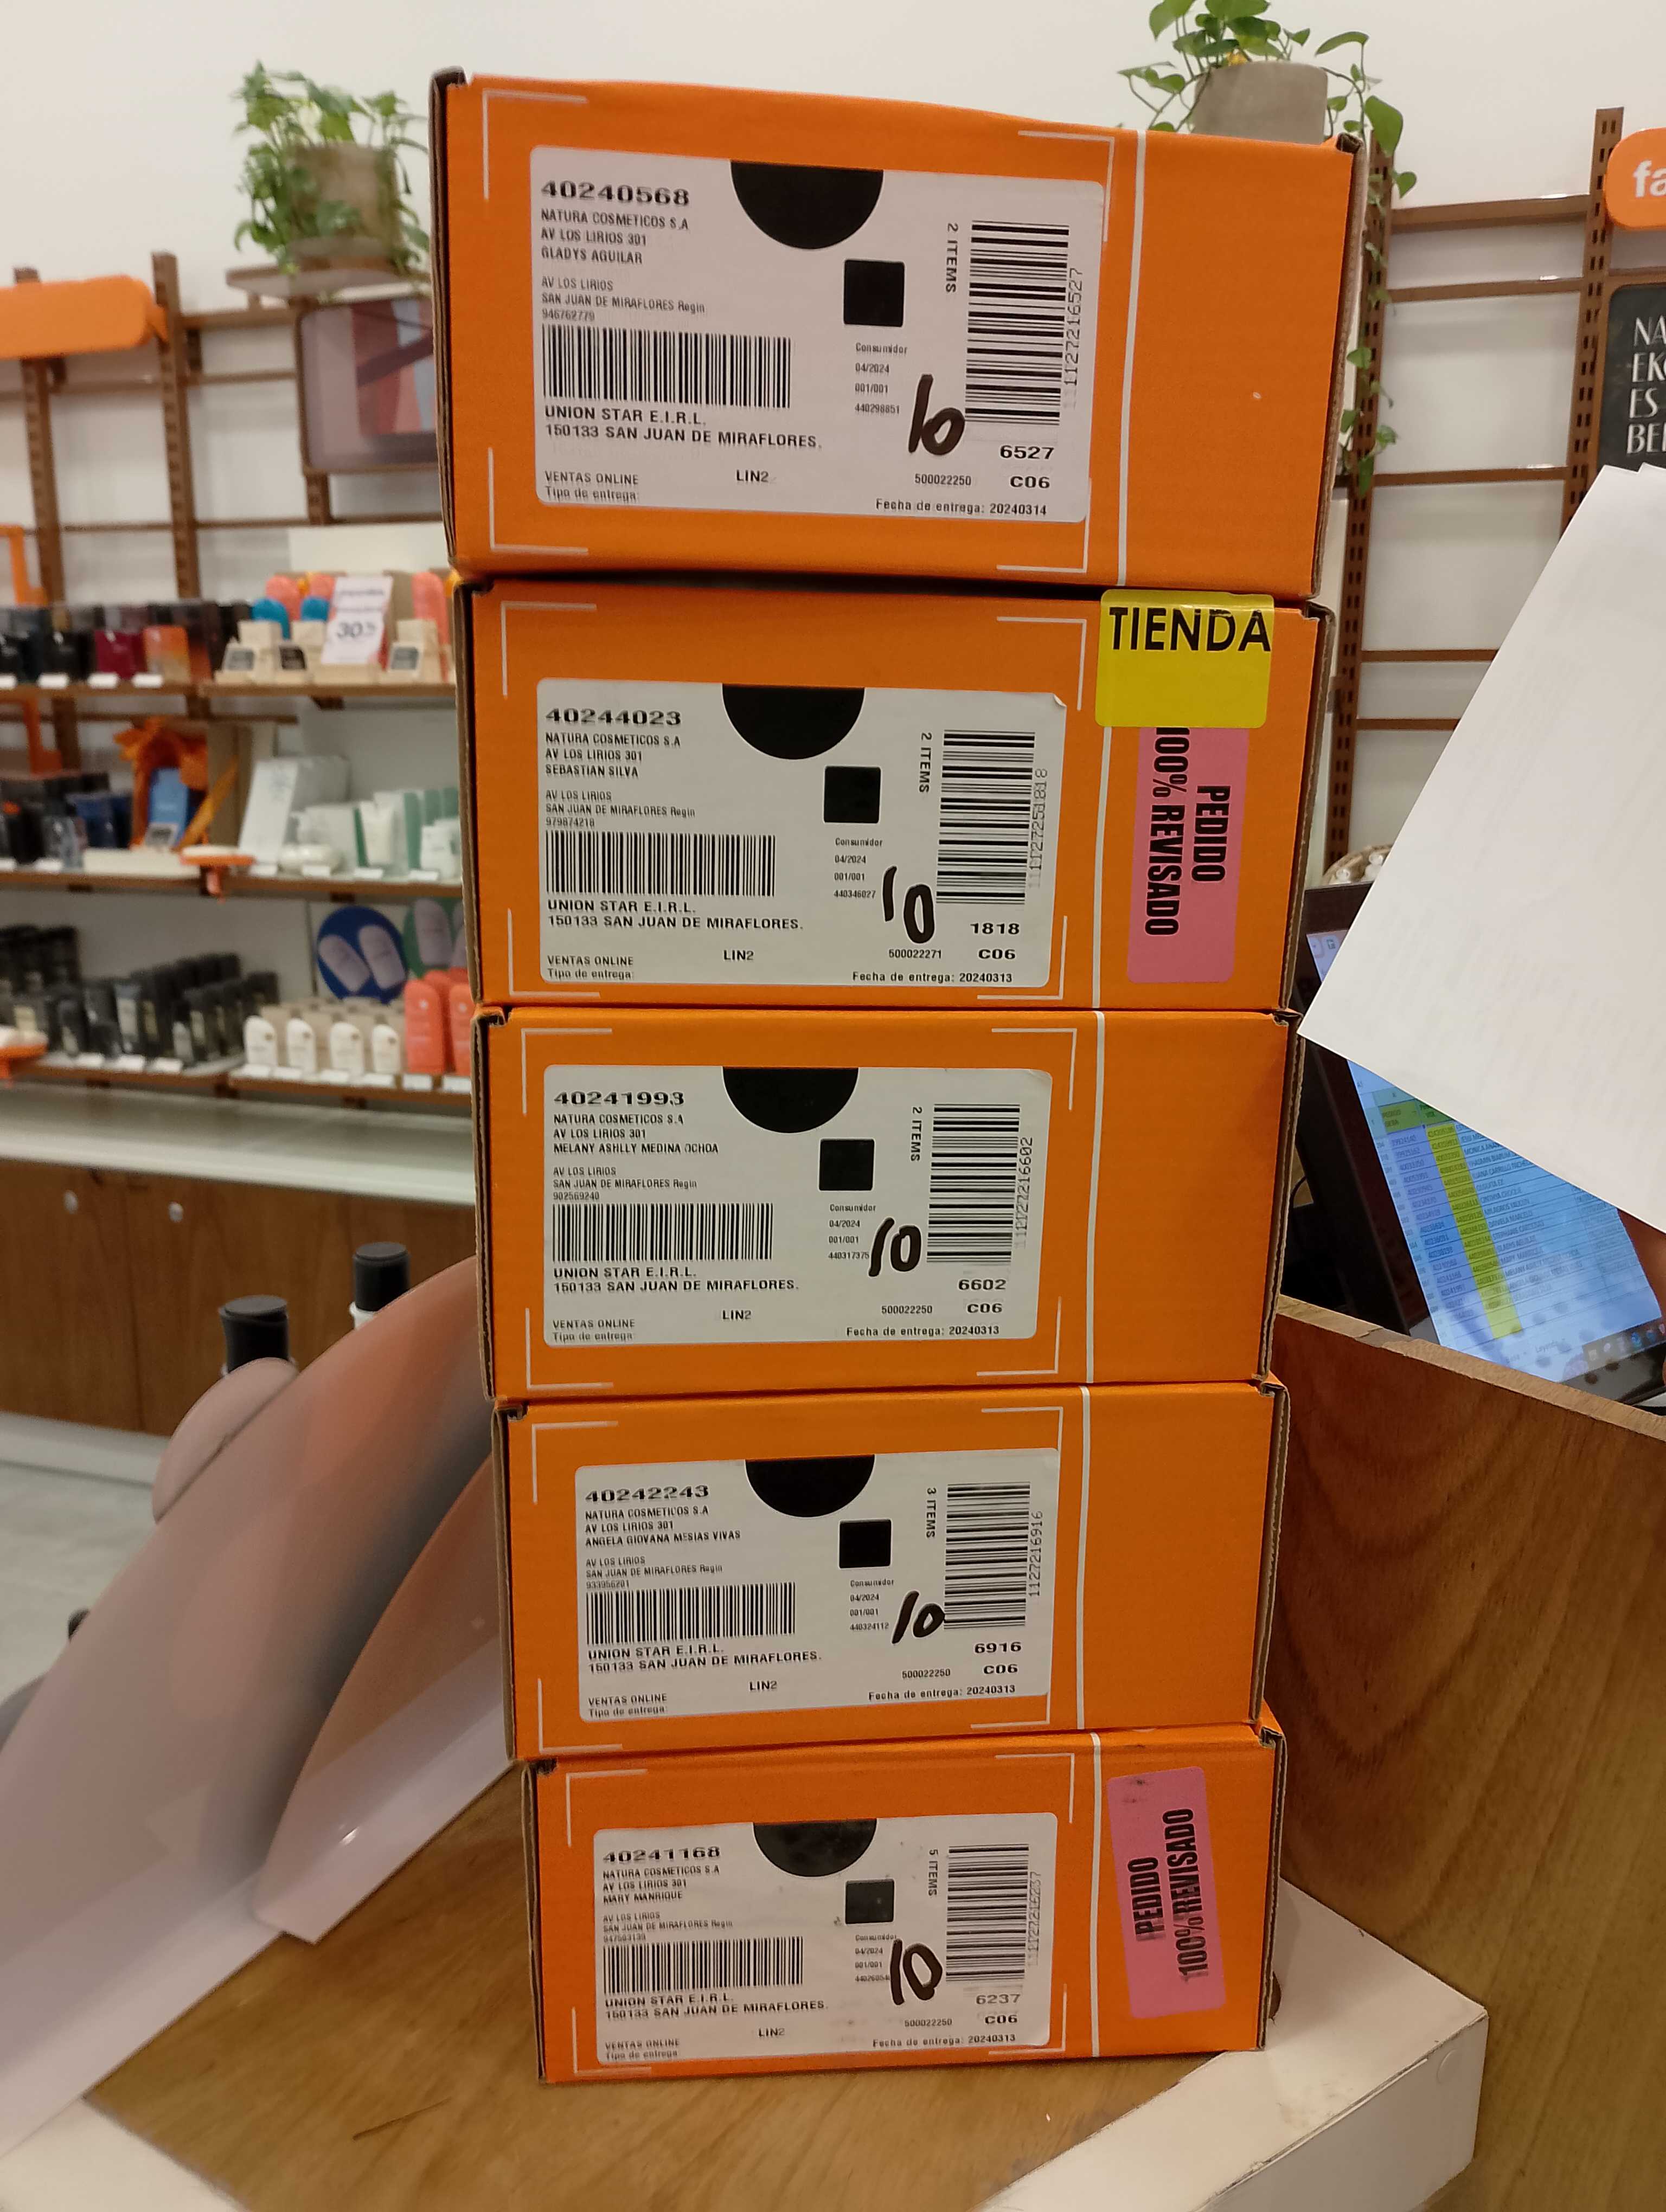 40240568
NATURA COSMETICOS S.A
AV LOS LIRIOS 301
GLADYS AGUILAR
AV LOS LIRIOS
SAN JUAN DE MIRAFLORES Regin
946762779
UNION STAR E.I.R.L.
150133 SAN JUAN DE MIRAFLORES.
VENTAS ONLINE
Tipo de entrega:
LIN2
2 ITEMS
Consumidor
04/2024
001/001
440298851
10
6527
500022250
C06
Fecha de entrega: 20240314
TIENDA
40244023
NATURA COSMETICOS S.A
AV LOS LIRIOS 301
SEBASTIAN SILVA
AV LOS LIRIOS
SAN JUAN DE MIRAFLORES Regin
979874218
UNION STAR E.I.R.L.
150133 SAN JUAN DE MIRAFLORES.
VENTAS ONLINE
Tipo de entrega:
LIN2
2 ITEMS
Consumidor
04/2024
001/001
440346027
10
1818
500022271
C06
Fecha de entrega: 20240313
PEDIDO
100% REVISADO
40241993
NATURA COSMETICOS S.A
AV LOS LIRIOS 301
MELANY ASHLLY MEDINA OCHOA
AV LOS LIRIOS
SAN JUAN DE MIRAFLORES Regin
902569240
UNION STAR E.I.R.L.
150133 SAN JUAN DE MIRAFLORES.
VENTAS ONLINE
Tipo de entrega:
LIN2
2 ITEMS
Consumidor
04/2024
001/001
440317375
10
6602
500022250
C06
Fecha de entrega: 20240313
40242243
NATURA COSMETICOS S.A
AV LOS LIRIOS 301
ANGELA GIOVANA MESIAS VIVAS
AV LOS LIRIOS
SAN JUAN DE MIRAFLORES Regin
933956201
UNION STAR E.I.R.L.
150133 SAN JUAN DE MIRAFLORES.
VENTAS ONLINE
Tipo de entrega:
LIN2
3 ITEMS
1127216916
Consumidor
04/2024
001/001
440324112
10
6916
500022250
C06
Fecha de entrega: 20240313
40241168
NATURA COSMETICOS S.A
AV LOS LIRIOS 301
MARY MANRIQUE
AV LOS LIRIOS
SAN JUAN DE MIRAFLORES Regin
UNION STAR E.I.R.L.
150133 SAN JUAN DE MIRAFLORES.
VENTAS ONLINE
Tipo de entrega
LIN2
5 ITEMS
Consumidor
04/2024
001/001
10
6237
500022250
C06
Fecha de entrega: 20240313
PEDIDO
100% REVISADO
30%
fa
NA
EK
ES
BE